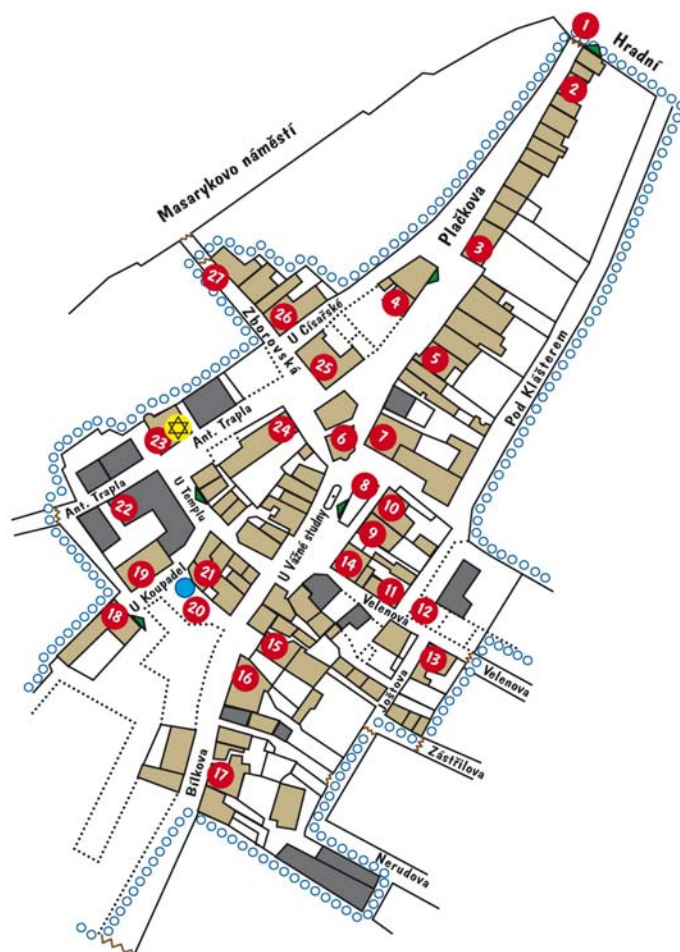 1
Hradní
2
Masarykovo náměstí
Plačkova
3
27
4
26
U Císařské
Zborovská
5
25
Pod Klášterem
Ant. Trapla
24
6
7
23
8
10
Ant. Trapla
22
U Templu
U Vážné studny
9
14
19
21
11
U Koupadel
20
Velenova
12
18
15
13
Velenova
16
Loštova
Zástřilova
17
Bílkova
Nerudova